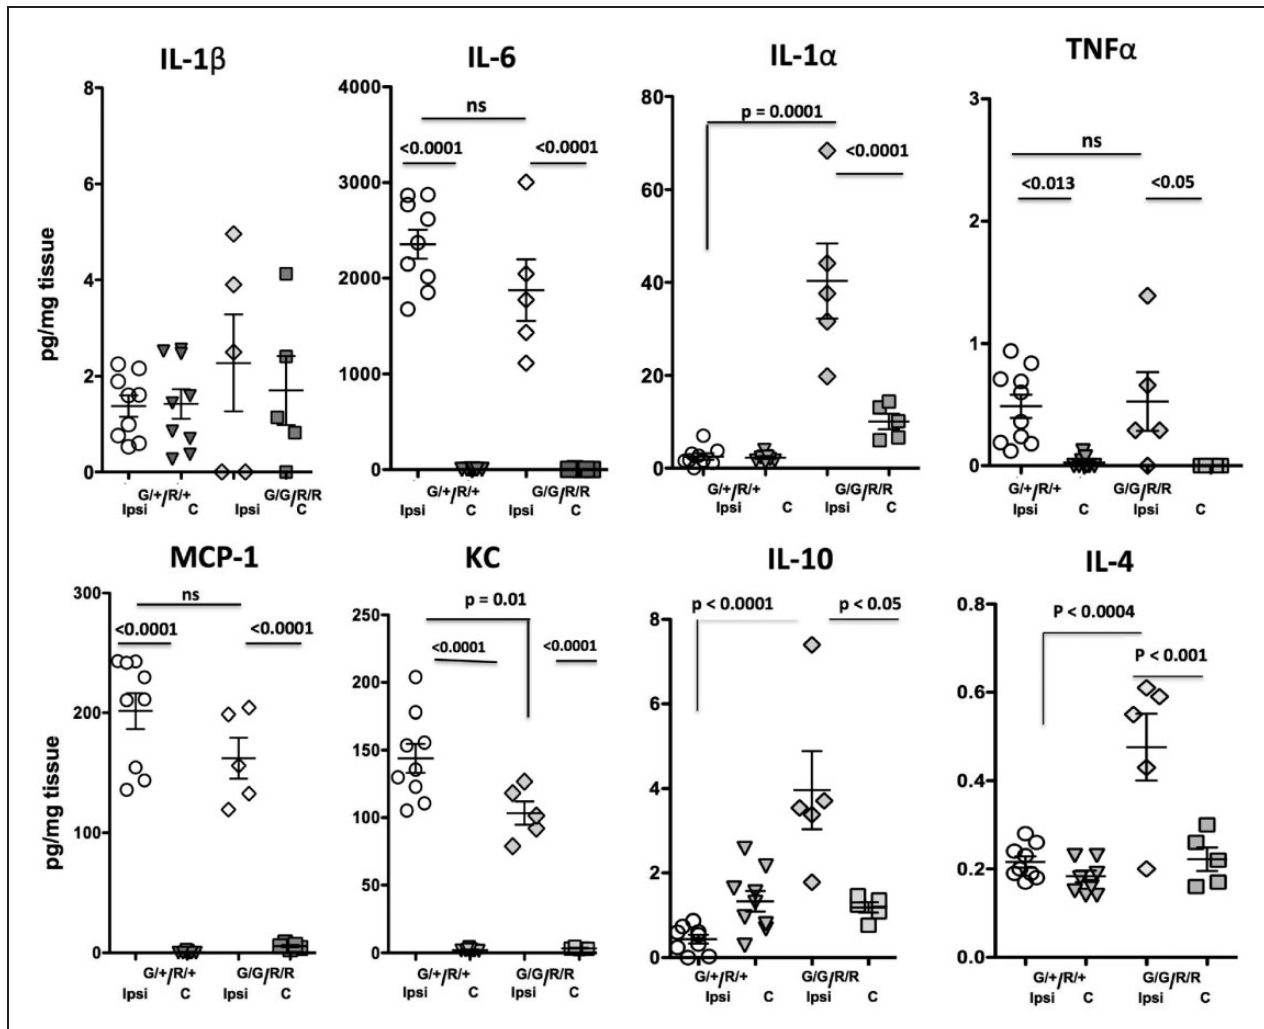 IL-1β
8
6
4
2
0
pg/mg tissue
G/+/R/+
G/G/R/R
Ipsi
C
Ipsi
C
IL-6
4000
3000
2000
1000
0
ns
<0.0001
<0.0001
G/+/R/+
G/G/R/R
Ipsi
C
Ipsi
C
IL-1α
80
60
40
20
0
p = 0.0001
<0.0001
G/+/R/+
G/G/R/R
Ipsi
C
Ipsi
C
TNFα
3
2
1
0
ns
<0.013
<0.05
G/+/R/+
G/G/R/R
Ipsi
C
Ipsi
C
MCP-1
300
200
100
0
pg/mg tissue
ns
<0.0001
<0.0001
G/+/R/+
G/G/R/R
Ipsi
C
Ipsi
C
KC
250
200
150
100
50
0
p = 0.01
<0.0001
<0.0001
G/+/R/+
G/G/R/R
Ipsi
C
Ipsi
C
IL-10
8
6
4
2
0
p < 0.0001
p < 0.05
G/+/R/+
G/G/R/R
Ipsi
C
Ipsi
C
IL-4
0.8
0.6
0.4
0.2
0.0
P < 0.0004
P < 0.001
G/+/R/+
G/G/R/R
Ipsi
C
Ipsi
C